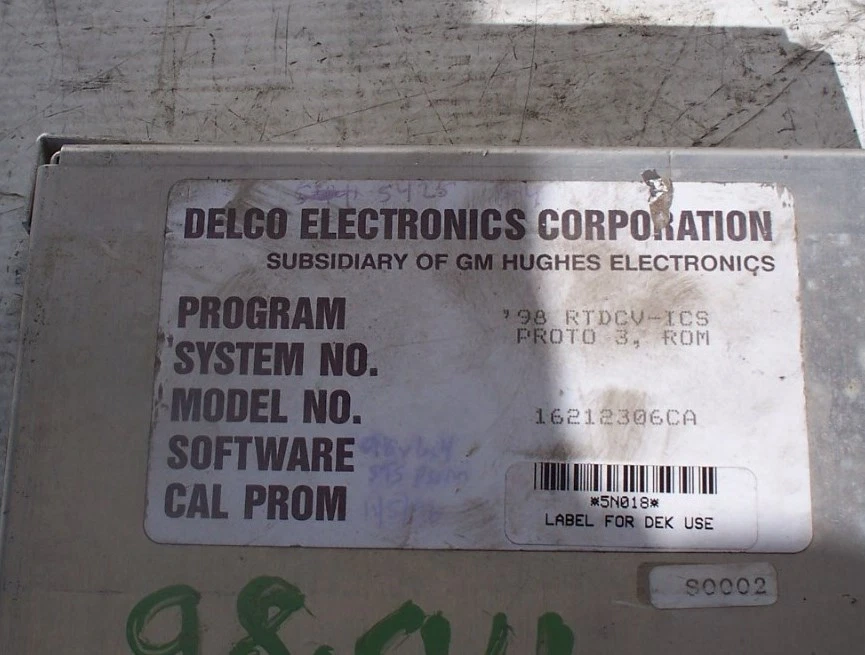 5425
DELCO ELECTRONICS CORPORATION
SUBSIDIARY OF GM HUGHES ELECTRONICS
PROGRAM '98 RTDCV-ICS
SYSTEM NO. PROTO 3, ROM
MODEL NO. 16212306CA
SOFTWARE
CAL PROM
*5N018*
LABEL FOR DEK USE
S0002